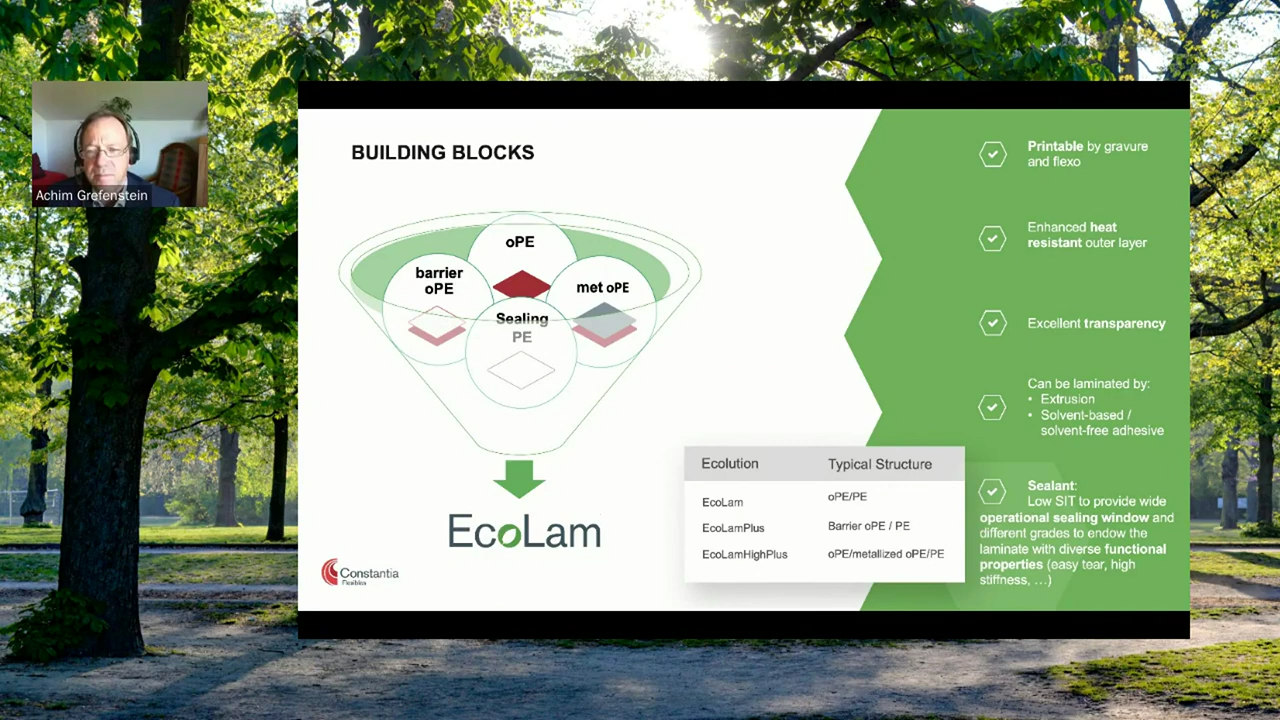 Achim Grefenstein
BUILDING BLOCKS
oPE
barrier
oPE
met oPE
Sealing
PE
EcoLam
Constantia
Flexibles
Ecolution Typical Structure
EcoLam oPE/PE
EcoLamPlus Barrier oPE / PE
EcoLamHighPlus oPE/metallized oPE/PE
Printable by gravure
and flexo
Enhanced heat
resistant outer layer
Excellent transparency
Can be laminated by:
• Extrusion
• Solvent-based /
solvent-free adhesive
Sealant:
Low SIT to provide wide
operational sealing window and
different grades to endow the
laminate with diverse functional
properties (easy tear, high
stiffness, …)